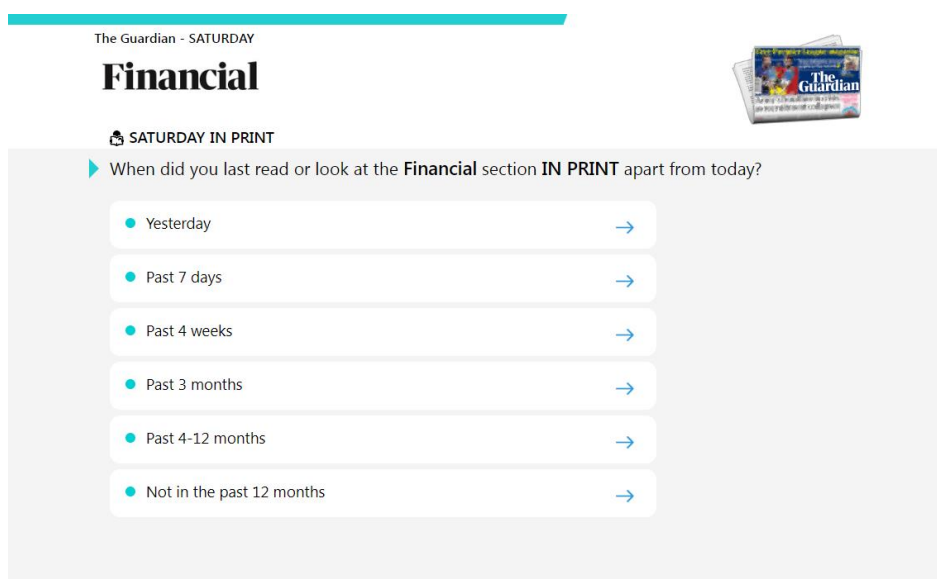 The Guardian - SATURDAY
Financial
The
Guardian
SATURDAY IN PRINT
When did you last read or look at the Financial section IN PRINT apart from today?
Yesterday
Past 7 days
Past 4 weeks
Past 3 months
Past 4-12 months
Not in the past 12 months